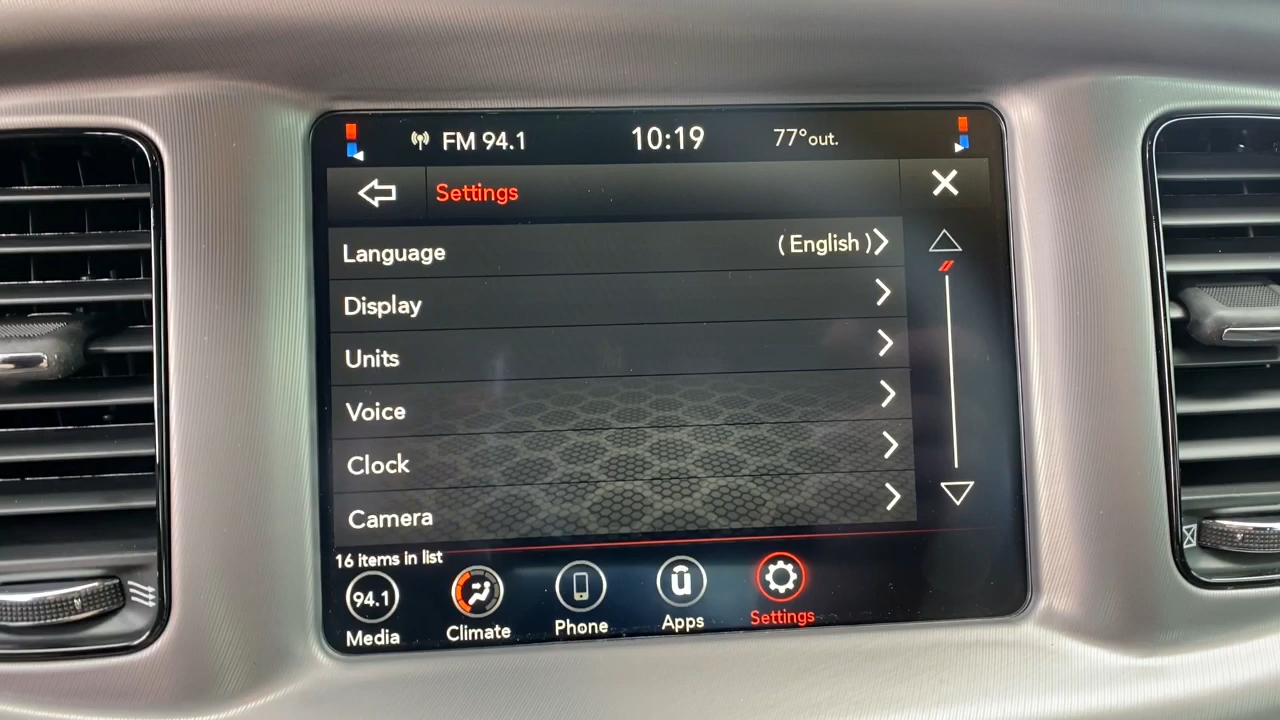 FM 94.1 10:19 77°out.
Settings
Language (English)
Display
Units
Voice
Clock
Camera
16 items in list
94.1
Media Climate Phone Apps Settings